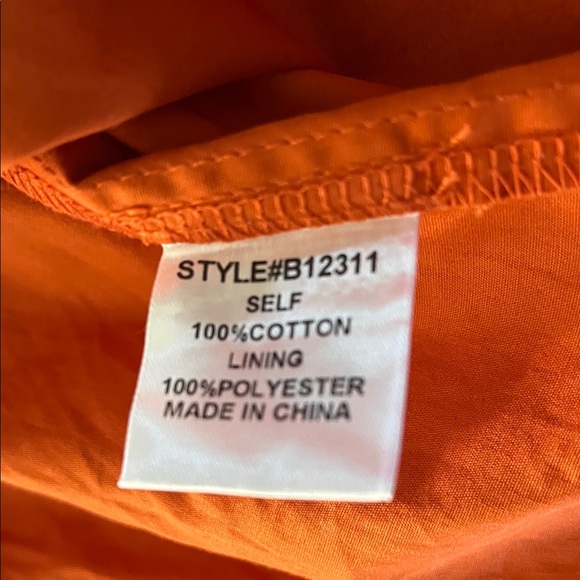 STYLE#B12311
SELF
100%COTTON
LINING
100%POLYESTER
MADE IN CHINA